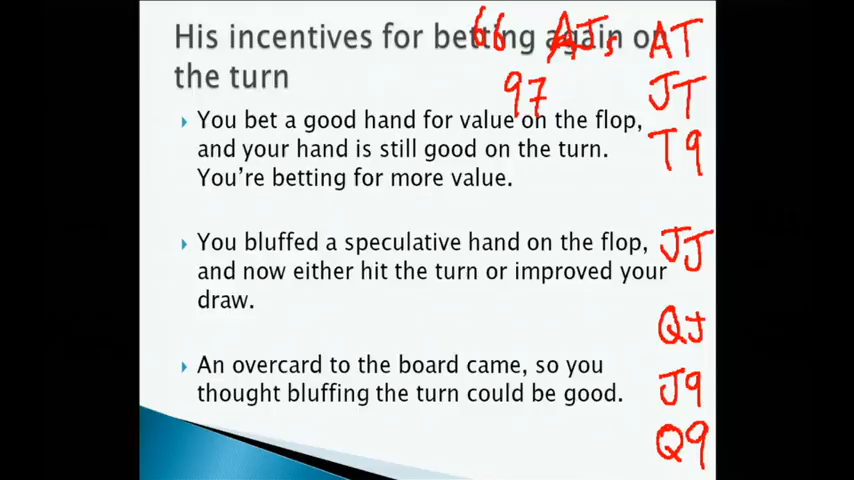 His incentives for betting again on
the turn
66 ATs AT
97 JT
T9
You bet a good hand for value on the flop,
and your hand is still good on the turn.
You're betting for more value.
You bluffed a speculative hand on the flop,
and now either hit the turn or improved your
draw.
JJ
QJ
An overcard to the board came, so you
thought bluffing the turn could be good.
J9
Q9